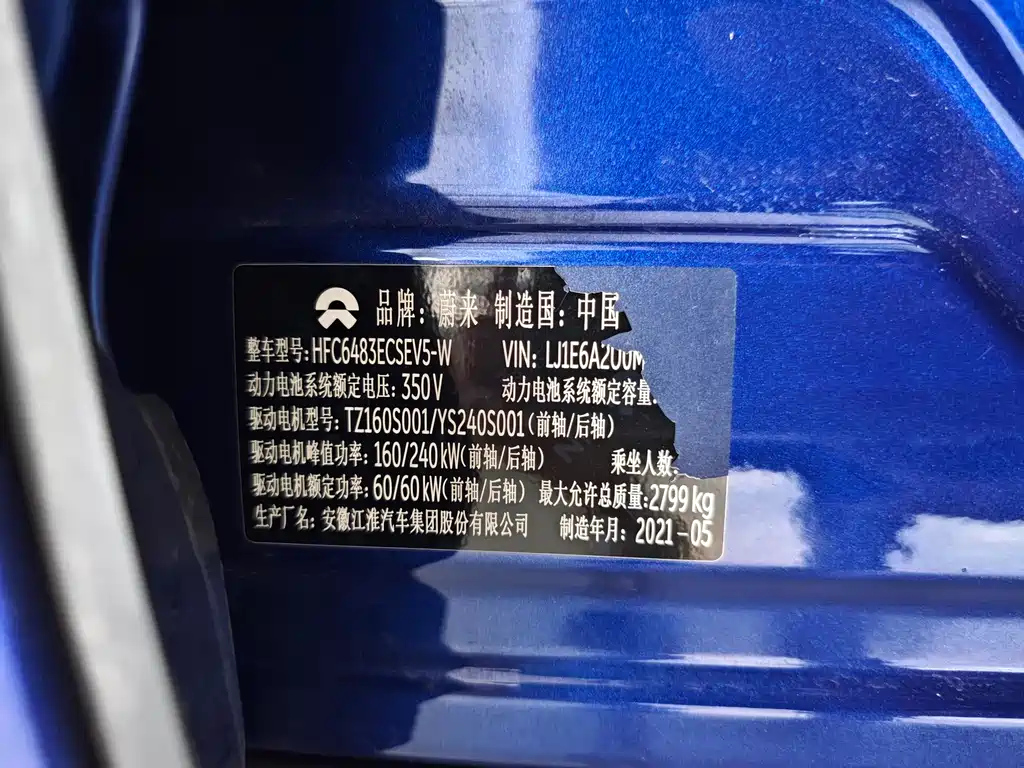 品牌: 蔚来 制造国: 中国
整车型号:HFC6483ECSEV5-W VIN: LJ1E6A2U0M
动力电池系统额定电压: 350V 动力电池系统额定容量:
驱动电机型号: TZ160S001/YS240S001(前轴/后轴)
驱动电机峰值功率: 160/240kW(前轴/后轴) 乘坐人数:
驱动电机额定功率: 60/60kW(前轴/后轴) 最大允许总质量:2799kg
生产厂名: 安徽江淮汽车集团股份有限公司 制造年月: 2021-05